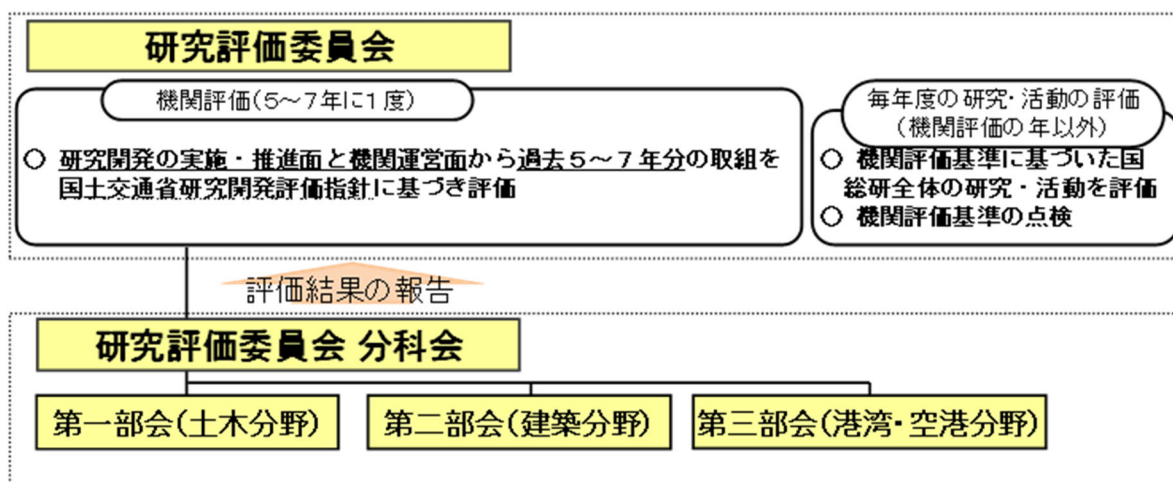 研究評価委員会
機関評価(5～7年に1度)
○ 研究開発の実施・推進面と機関運営面から過去5～7年分の取組を
国土交通省研究開発評価指針に基づき評価
毎年度の研究・活動の評価
(機関評価の年以外)
○ 機関評価基準に基づいた国
総研全体の研究・活動を評価
○ 機関評価基準の点検
評価結果の報告
研究評価委員会 分科会
第一部会(土木分野)
第二部会(建築分野)
第三部会(港湾・空港分野)